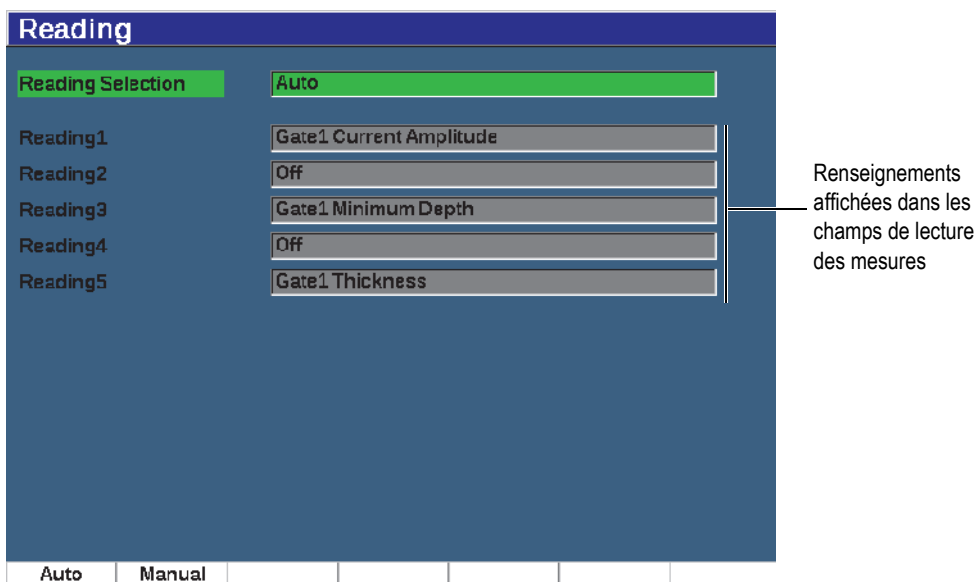 Reading
Reading Selection Auto
Reading1 Gate1 Current Amplitude
Reading2 Off
Reading3 Gate1 Minimum Depth
Reading4 Off
Reading5 Gate1 Thickness
Renseignements
affichées dans les
champs de lecture
des mesures
Auto Manual